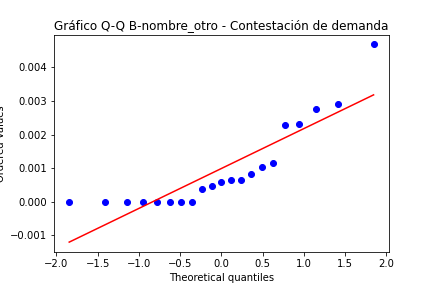 Gráfico Q-Q B-nombre_otro - Contestación de demanda
0.004
0.003
0.002
0.001
0.000
−0.001
values
−2.0 −1.5 −1.0 −0.5 0.0 0.5 1.0 1.5 2.0
Theoretical quantiles